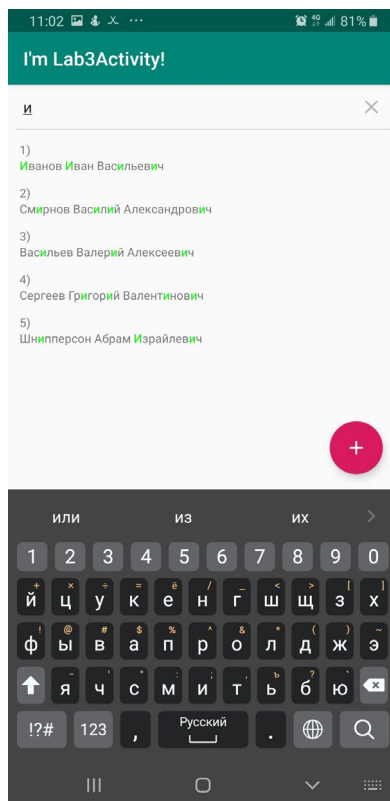 11:02 81%
4G
I'm Lab3Activity!
и
1)
Иванов Иван Васильевич
2)
Смирнов Василий Александрович
3)
Васильев Валерий Алексеевич
4)
Сергеев Григорий Валентинович
5)
Шнипперсон Абрам Израйлевич
+
или из их
1 2 3 4 5 6 7 8 9 0
+ × ÷ = ё / _ < > [ ]
й ц у к е н г ш щ з х
! @ # $ % ^ & * ( )
ф ы в а п р о л д ж э
- ' " : ; ъ ?
я ч с м и т ь б ю
!?# 123 , Русский .